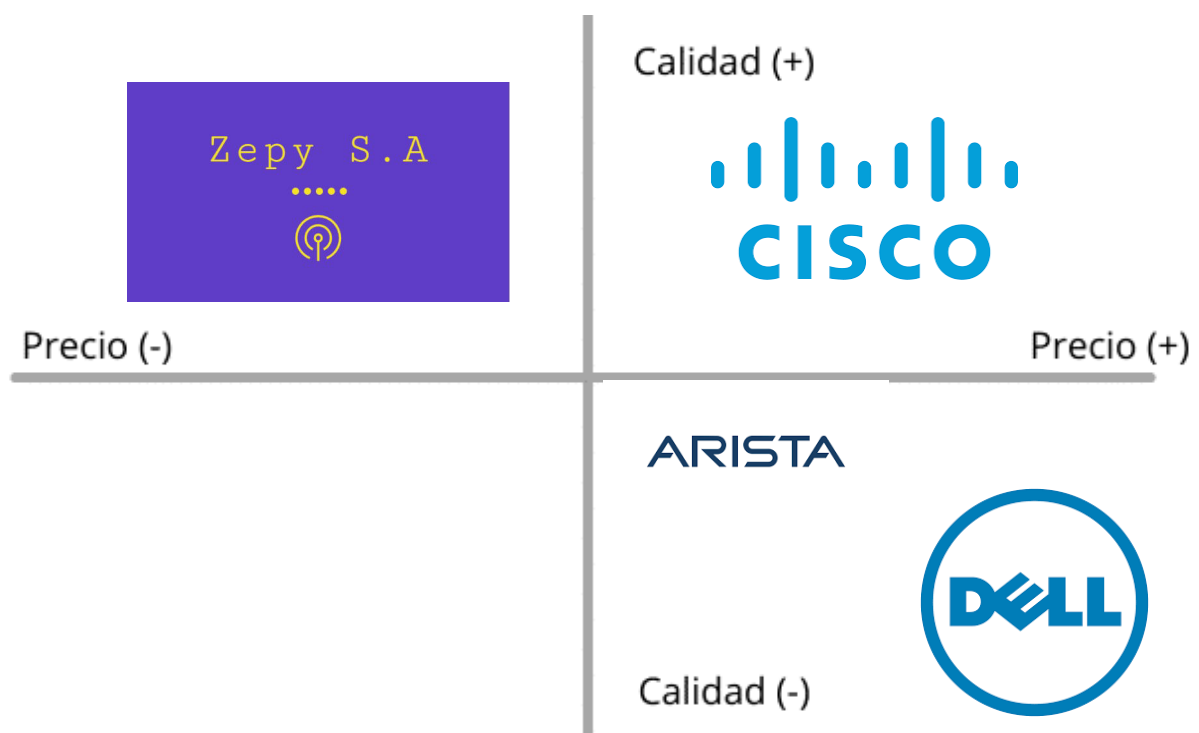 Calidad (+)
Zepy S.A
CISCO
Precio (-)
Precio (+)
ARISTA
DELL
Calidad (-)